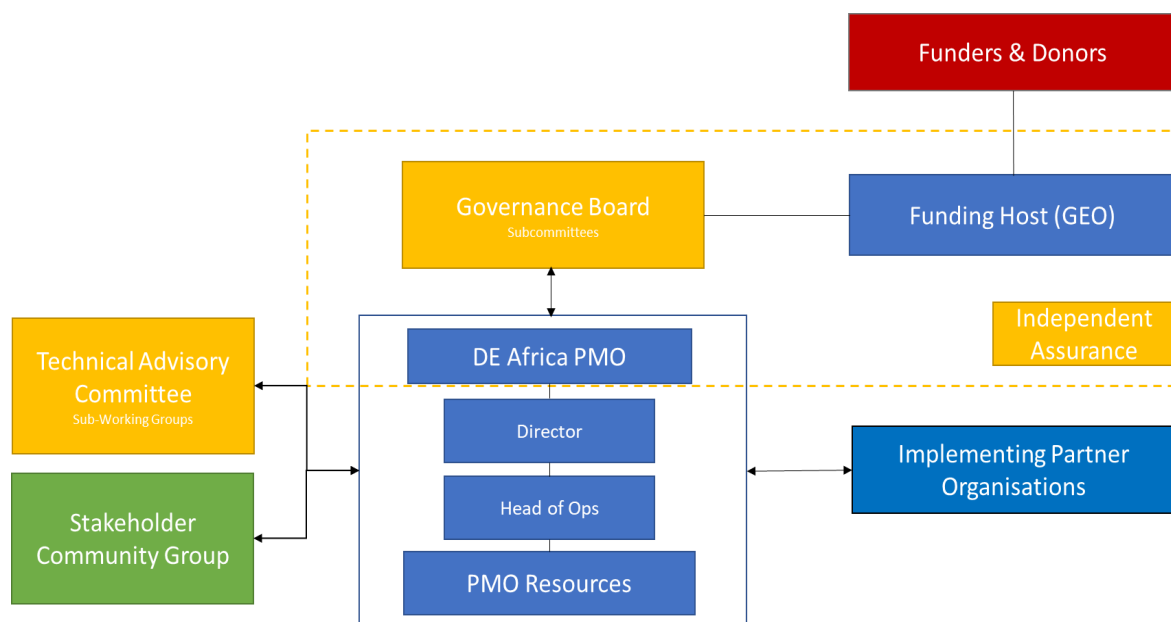 Funders & Donors
Governance Board
Subcommittees
Funding Host (GEO)
Independent
Assurance
DE Africa PMO
Technical Advisory
Committee
Sub-Working Groups
Director
Implementing Partner
Organisations
Head of Ops
Stakeholder
Community Group
PMO Resources